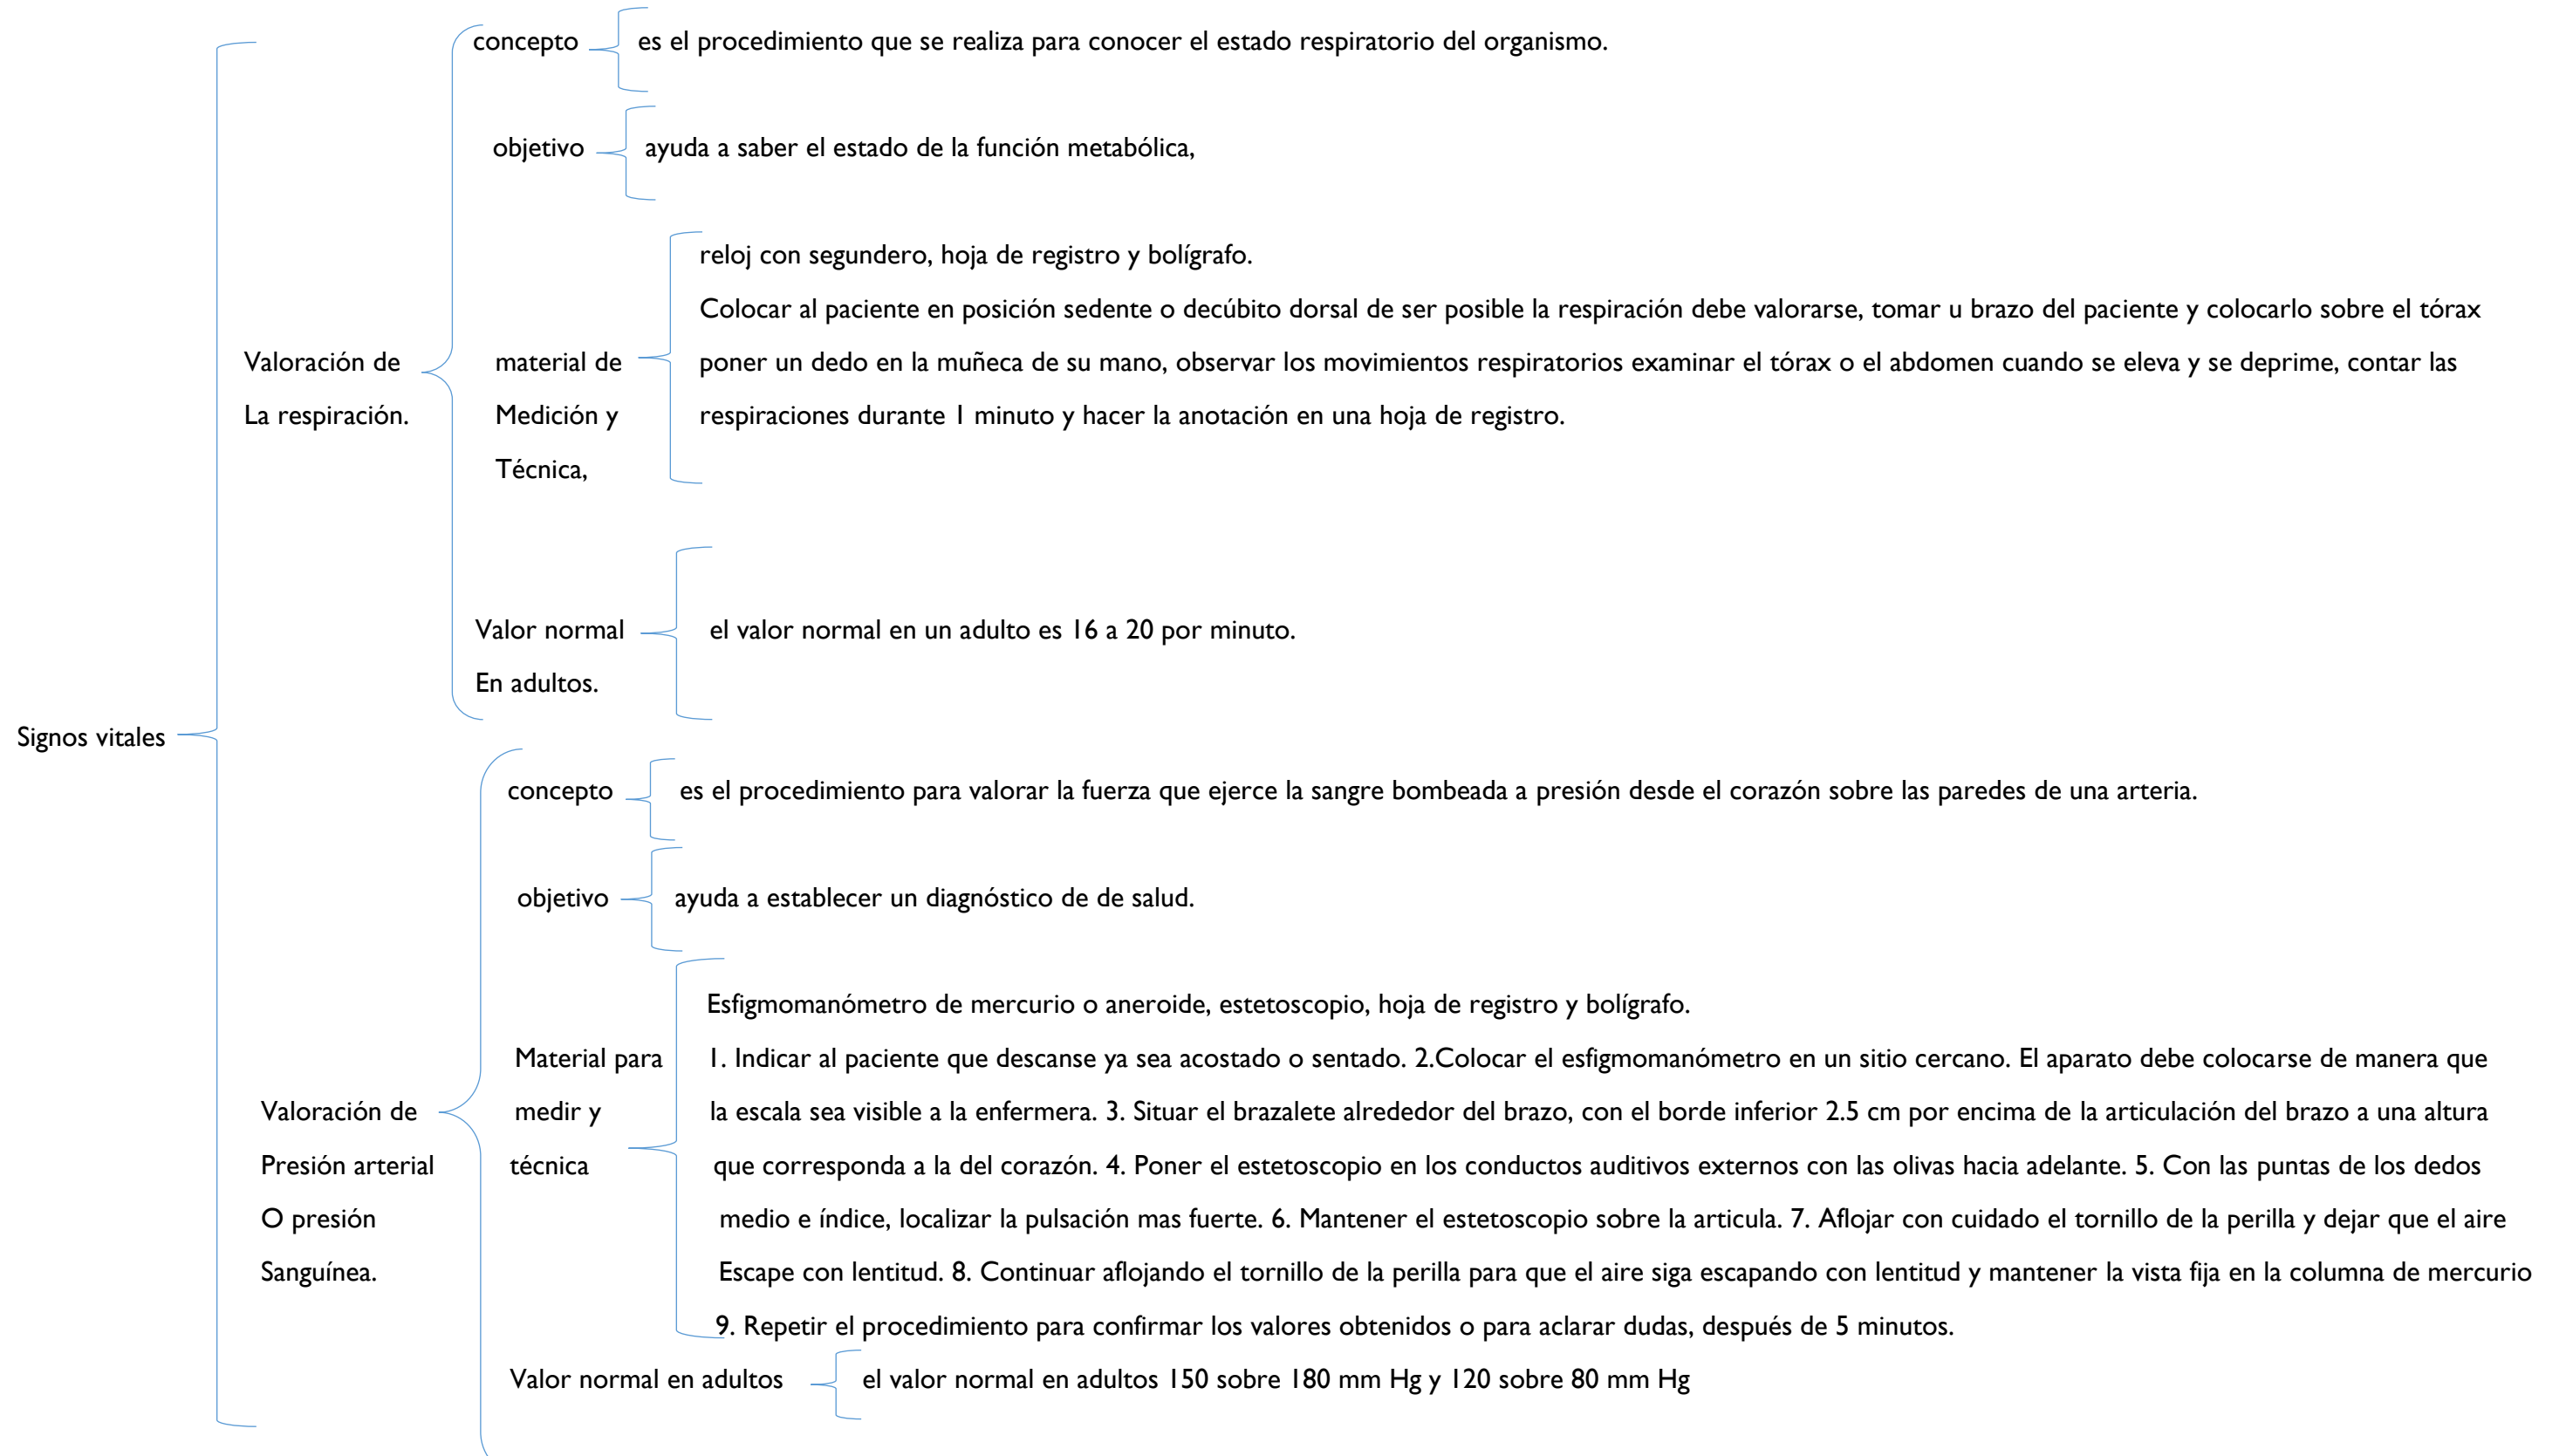 concepto es el procedimiento que se realiza para conocer el estado respiratorio del organismo.
objetivo ayuda a saber el estado de la función metabólica,
reloj con segundero, hoja de registro y bolígrafo.
Colocar al paciente en posición sedente o decúbito dorsal de ser posible la respiración debe valorarse, tomar u brazo del paciente y colocarlo sobre el tórax
Valoración de material de poner un dedo en la muñeca de su mano, observar los movimientos respiratorios examinar el tórax o el abdomen cuando se eleva y se deprime, contar las
La respiración. Medición y respiraciones durante 1 minuto y hacer la anotación en una hoja de registro.
Técnica,
Valor normal el valor normal en un adulto es 16 a 20 por minuto.
En adultos.
Signos vitales
concepto es el procedimiento para valorar la fuerza que ejerce la sangre bombeada a presión desde el corazón sobre las paredes de una arteria.
objetivo ayuda a establecer un diagnóstico de de salud.
Esfigmomanómetro de mercurio o aneroide, estetoscopio, hoja de registro y bolígrafo.
Material para 1. Indicar al paciente que descanse ya sea acostado o sentado. 2.Colocar el esfigmomanómetro en un sitio cercano. El aparato debe colocarse de manera que
Valoración de medir y la escala sea visible a la enfermera. 3. Situar el brazalete alrededor del brazo, con el borde inferior 2.5 cm por encima de la articulación del brazo a una altura
Presión arterial técnica que corresponda a la del corazón. 4. Poner el estetoscopio en los conductos auditivos externos con las olivas hacia adelante. 5. Con las puntas de los dedos
O presión medio e índice, localizar la pulsación mas fuerte. 6. Mantener el estetoscopio sobre la articula. 7. Aflojar con cuidado el tornillo de la perilla y dejar que el aire
Sanguínea. Escape con lentitud. 8. Continuar aflojando el tornillo de la perilla para que el aire siga escapando con lentitud y mantener la vista fija en la columna de mercurio
9. Repetir el procedimiento para confirmar los valores obtenidos o para aclarar dudas, después de 5 minutos.
Valor normal en adultos el valor normal en adultos 150 sobre 180 mm Hg y 120 sobre 80 mm Hg